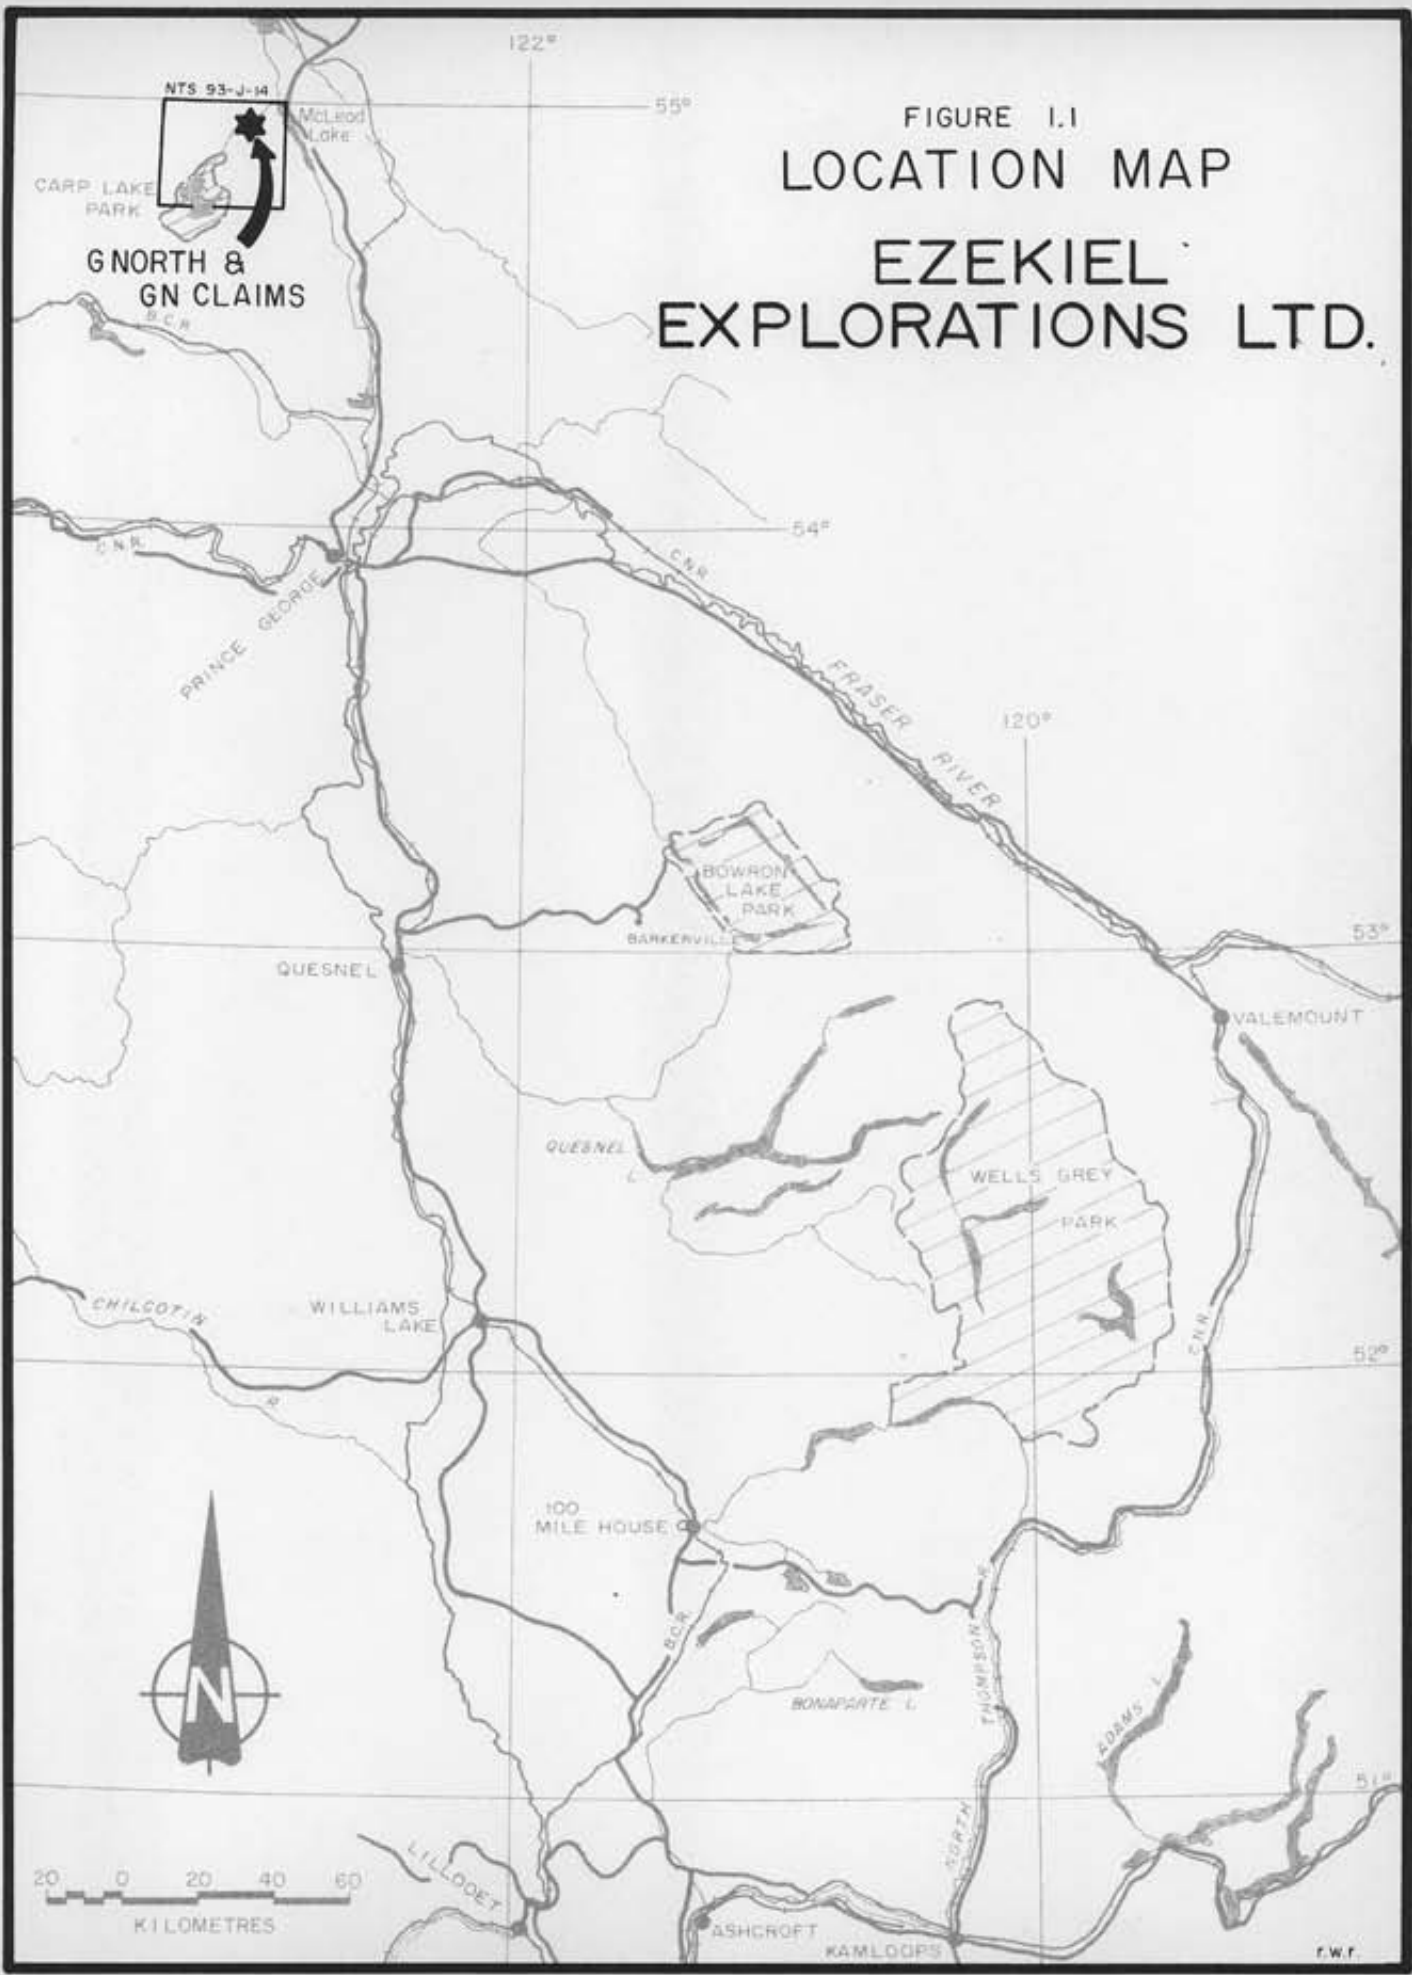 122°
NTS 93-J-14
55°
McLeod
Lake
FIGURE 1.1
LOCATION MAP
CARP LAKE
PARK
EZEKIEL
EXPLORATIONS LTD.
G NORTH &
GN CLAIMS
B.C.R
54°
C.N.R.
C.N.R.
PRINCE GEORGE
FRASER RIVER
120°
BOWRON
LAKE
PARK
BARKERVILLE
53°
QUESNEL
VALEMOUNT
QUESNEL
L
WELLS GREY
PARK
CHILCOTIN
R
WILLIAMS
LAKE
C.N.R.
52°
100
MILE HOUSE
B.C.R.
N
BONAPARTE L
NORTH THOMPSON R
ADAMS L
51°
LILLOOET
20 0 20 40 60
KILOMETRES
ASHCROFT
KAMLOOPS
r.w.r.